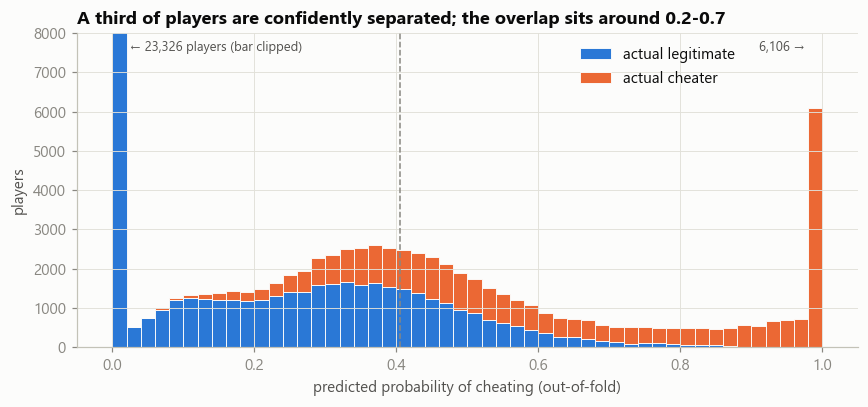 A third of players are confidently separated; the overlap sits around 0.2-0.7
← 23,326 players (bar clipped)
6,106 →
actual legitimate
actual cheater
players
8000
7000
6000
5000
4000
3000
2000
1000
0
0.0 0.2 0.4 0.6 0.8 1.0
predicted probability of cheating (out-of-fold)